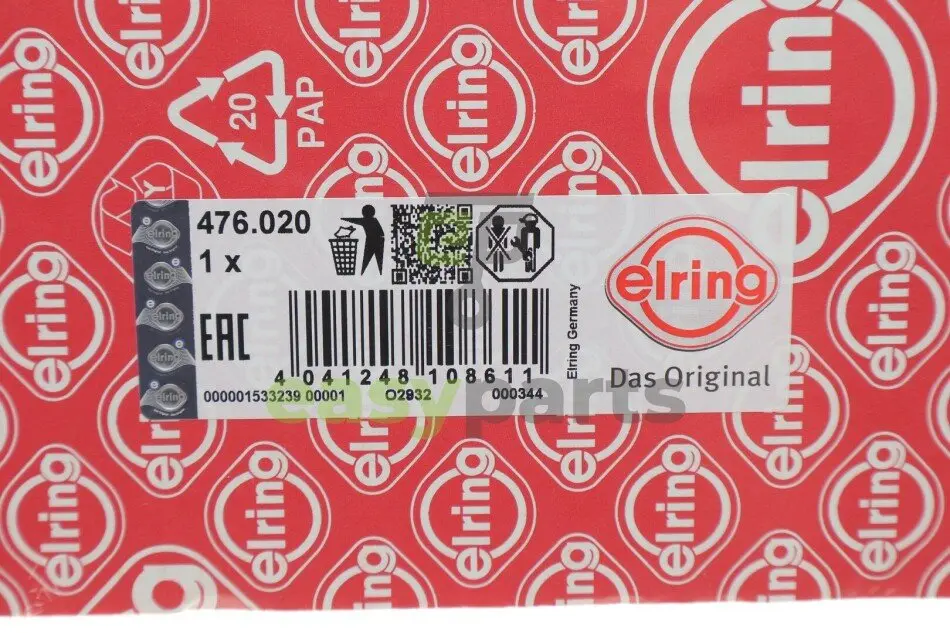 20
PAP
476.020
1 x
EAC
elring
Elring Germany
Das Original
4 041248 108611
000001533239 00001
O2932
000344
easyparts
elring